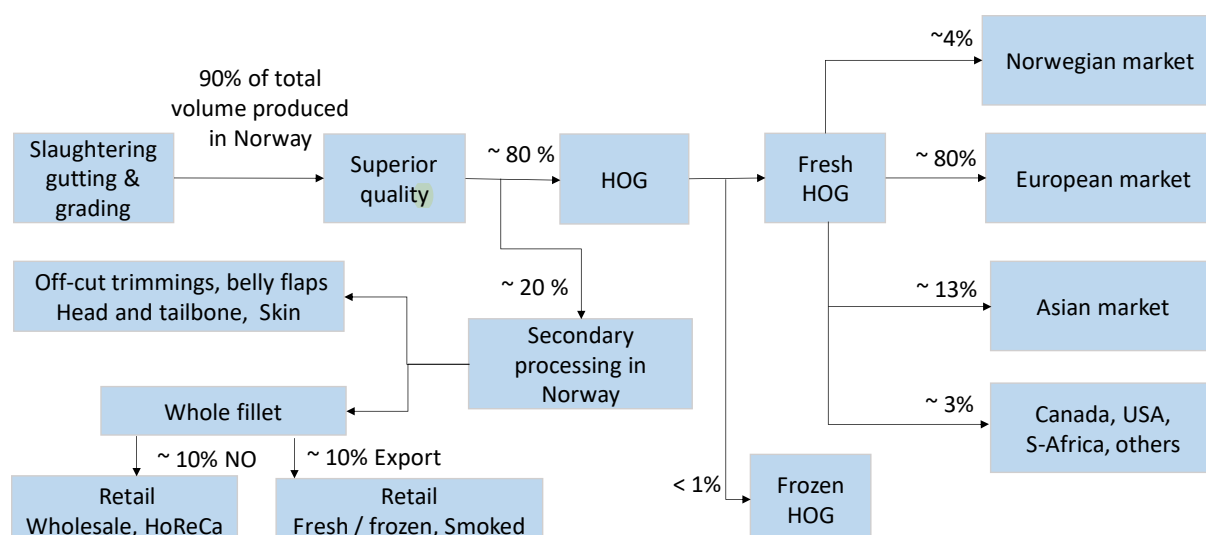 ~4%
Norwegian market
90% of total
volume produced
in Norway
Slaughtering
gutting &
grading
Superior
quality
~ 80 %
HOG
Fresh
HOG
~ 80%
European market
Off-cut trimmings, belly flaps
Head and tailbone, Skin
~ 20 %
~ 13%
Asian market
Secondary
processing in
Norway
~ 3%
Canada, USA,
S-Africa, others
Whole fillet
~ 10% NO
~ 10% Export
Retail
Wholesale, HoReCa
Retail
Fresh / frozen, Smoked
< 1%
Frozen
HOG